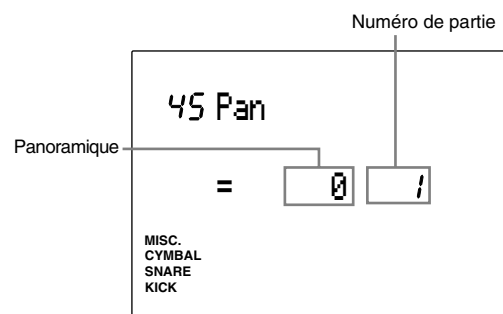 Numéro de partie
45 Pan
Panoramique
= 0 1
MISC.
CYMBAL
SNARE
KICK